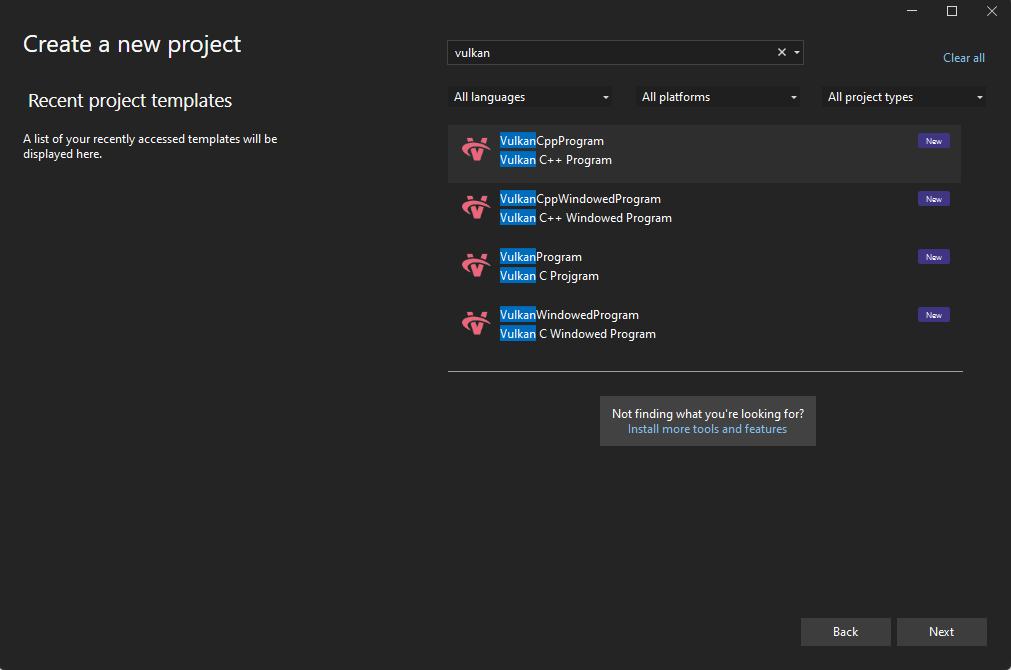 Create a new project
vulkan
Clear all
Recent project templates
A list of your recently accessed templates will be
displayed here.
All languages
All platforms
All project types
VulkanCppProgram
New
Vulkan C++ Program
VulkanCppWindowedProgram
New
Vulkan C++ Windowed Program
VulkanProgram
New
Vulkan C Projgram
VulkanWindowedProgram
New
Vulkan C Windowed Program
Not finding what you're looking for?
Install more tools and features
Back
Next